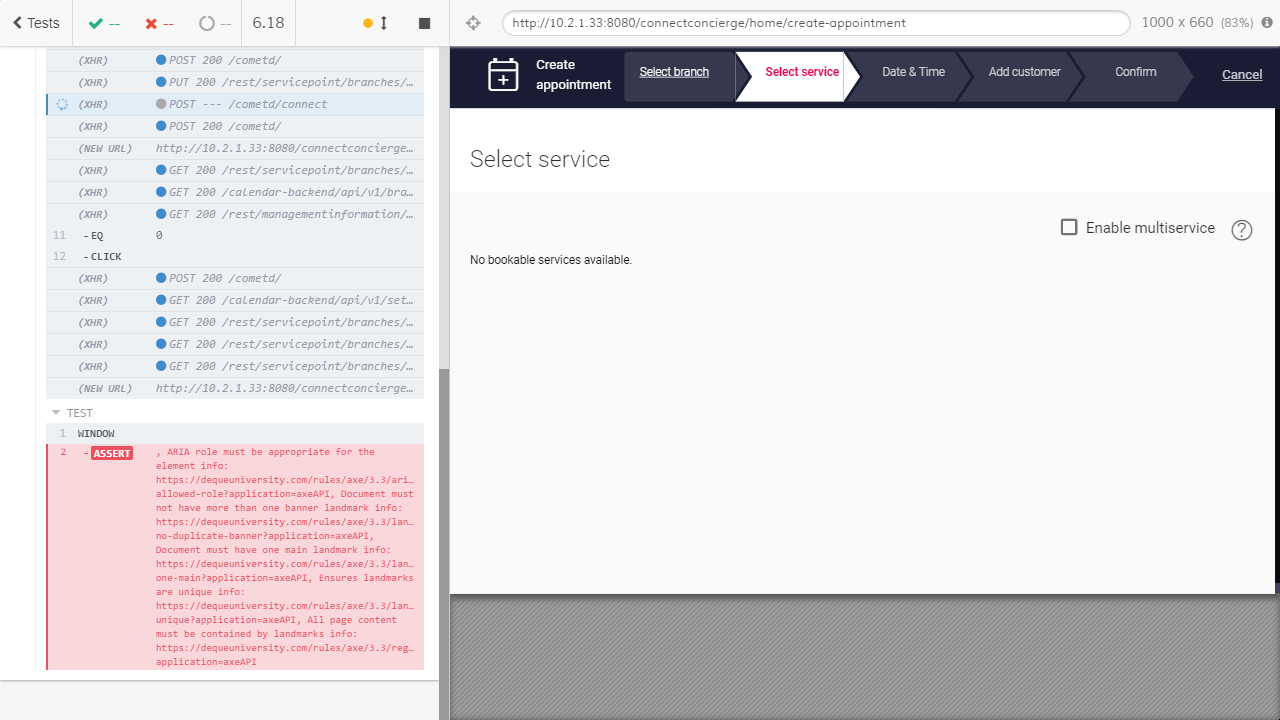 Tests
--
--
--
6.18
http://10.2.1.33:8080/connectconcierge/home/create-appointment
1000 x 660 (83%)
(XHR) POST 200 /cometd/
(XHR) PUT 200 /rest/servicepoint/branches/…
(XHR) POST --- /cometd/connect
(XHR) POST 200 /cometd/
(NEW URL) http://10.2.1.33:8080/connectconcierge…
(XHR) GET 200 /rest/servicepoint/branches/…
(XHR) GET 200 /calendar-backend/api/v1/bra…
(XHR) GET 200 /rest/managementinformation/…
11 -EQ 0
12 -CLICK
(XHR) POST 200 /cometd/
(XHR) GET 200 /calendar-backend/api/v1/set…
(XHR) GET 200 /rest/servicepoint/branches/…
(XHR) GET 200 /rest/servicepoint/branches/…
(XHR) GET 200 /rest/servicepoint/branches/…
(NEW URL) http://10.2.1.33:8080/connectconcierge…
TEST
1 WINDOW
2 -ASSERT , ARIA role must be appropriate for the
element info:
https://dequeuniversity.com/rules/axe/3.3/ari…
allowed-role?application=axeAPI, Document must
not have more than one banner landmark info:
https://dequeuniversity.com/rules/axe/3.3/lan…
no-duplicate-banner?application=axeAPI,
Document must have one main landmark info:
https://dequeuniversity.com/rules/axe/3.3/lan…
one-main?application=axeAPI, Ensures landmarks
are unique info:
https://dequeuniversity.com/rules/axe/3.3/lan…
unique?application=axeAPI, All page content
must be contained by landmarks info:
https://dequeuniversity.com/rules/axe/3.3/reg…
application=axeAPI
Create
appointment
Select branch
Select service
Date & Time
Add customer
Confirm
Cancel
Select service
Enable multiservice
?
No bookable services available.